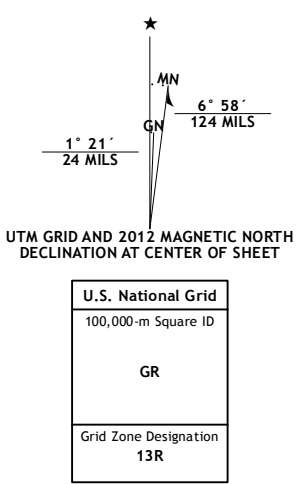 ★
MN
GN
6° 58´
124 MILS
1° 21´
24 MILS
UTM GRID AND 2012 MAGNETIC NORTH
DECLINATION AT CENTER OF SHEET
U.S. National Grid
100,000-m Square ID
GR
Grid Zone Designation
13R